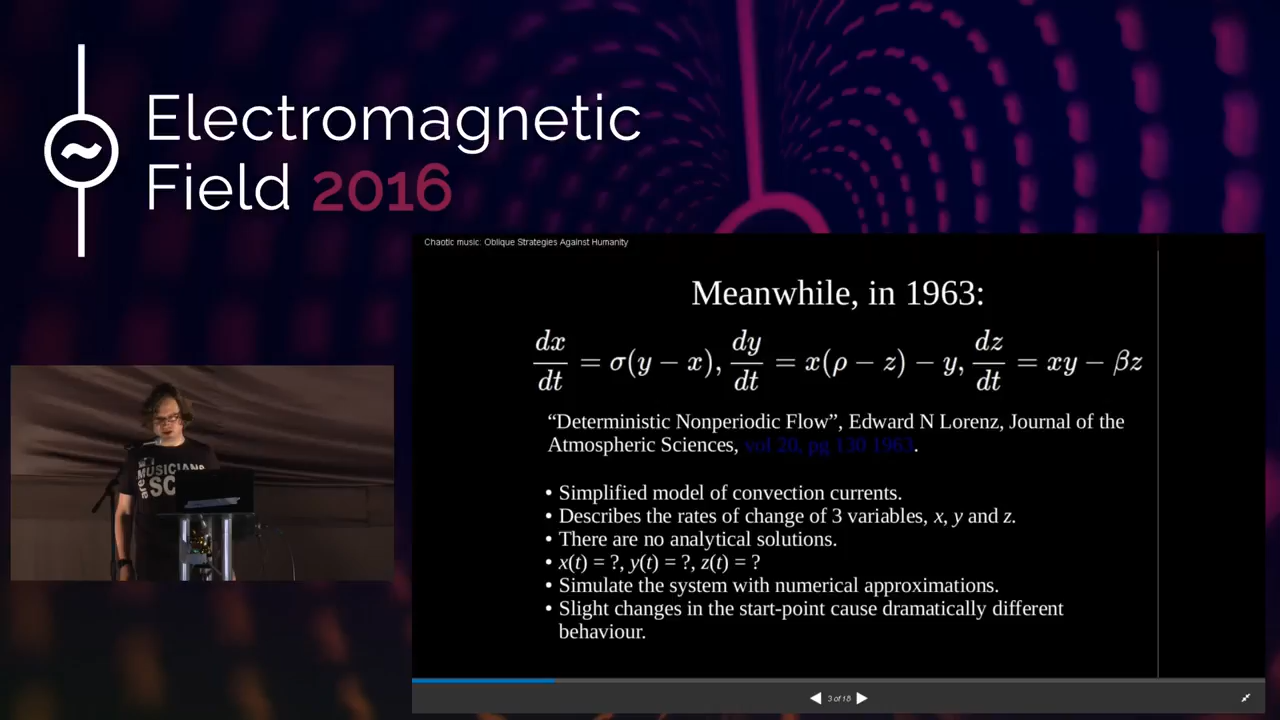 Electromagnetic
Field 2016
Chaotic music: Oblique Strategies Against Humanity
Meanwhile, in 1963:
dx/dt = σ(y − x), dy/dt = x(ρ − z) − y, dz/dt = xy − βz
“Deterministic Nonperiodic Flow”, Edward N Lorenz, Journal of the
Atmospheric Sciences, vol 20, pg 130 1963.
• Simplified model of convection currents.
• Describes the rates of change of 3 variables, x, y and z.
• There are no analytical solutions.
• x(t) = ?, y(t) = ?, z(t) = ?
• Simulate the system with numerical approximations.
• Slight changes in the start-point cause dramatically different
behaviour.
3 of 18
MUSICIANS